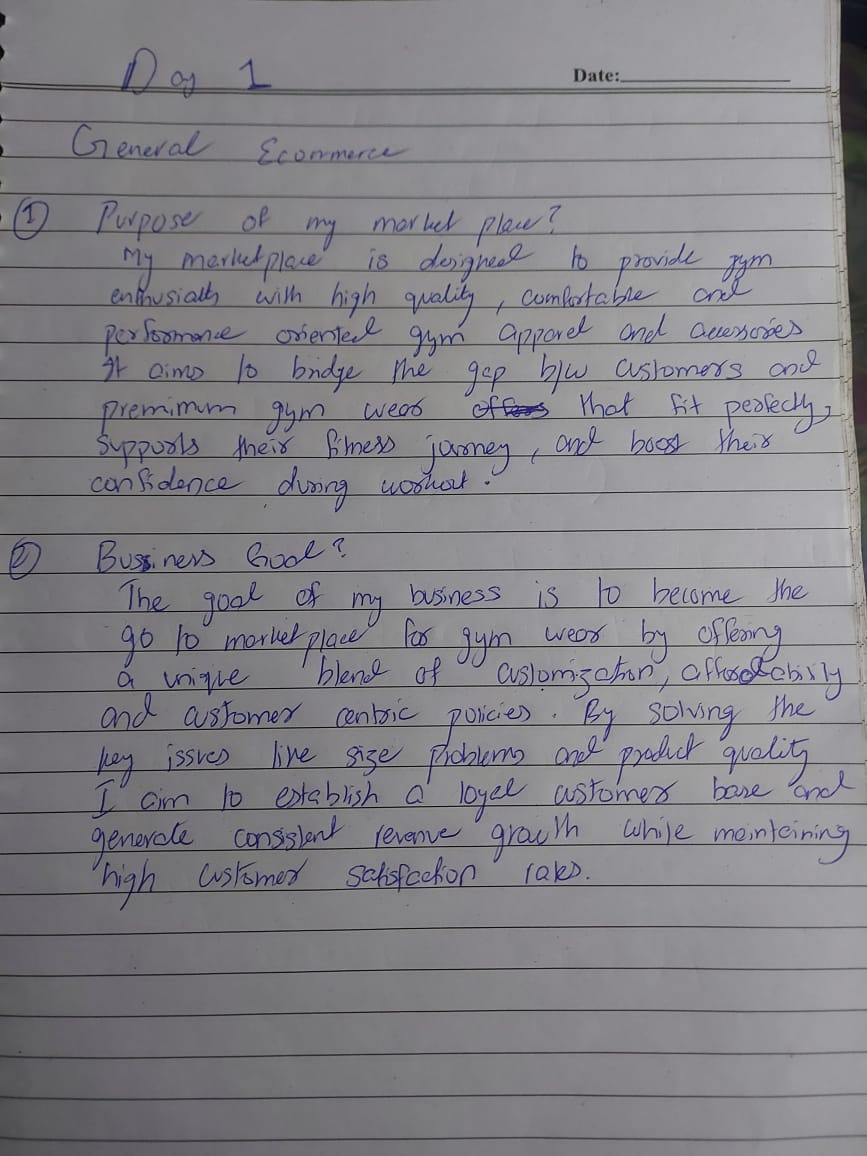 Day 1
Date:
General Ecommerce
① Purpose of my market place?
My marketplace is designed to provide gym
enthusiasts with high quality, comfortable and
performance oriented gym apparel and accessories
It aims to bridge the gap b/w customers and
premimum gym wear that fit perfectly,
supports their fitness journey, and boost their
confidence during workout.
② Bussiness Goal?
The goal of my business is to become the
go to marketplace for gym wear by offering
a unique blend of customization, affordability
and customer centric policies. By solving the
key issues like size problems and product quality
I aim to establish a loyal customer base and
generate consistent revenue growth while maintaining
high customer satisfaction rates.